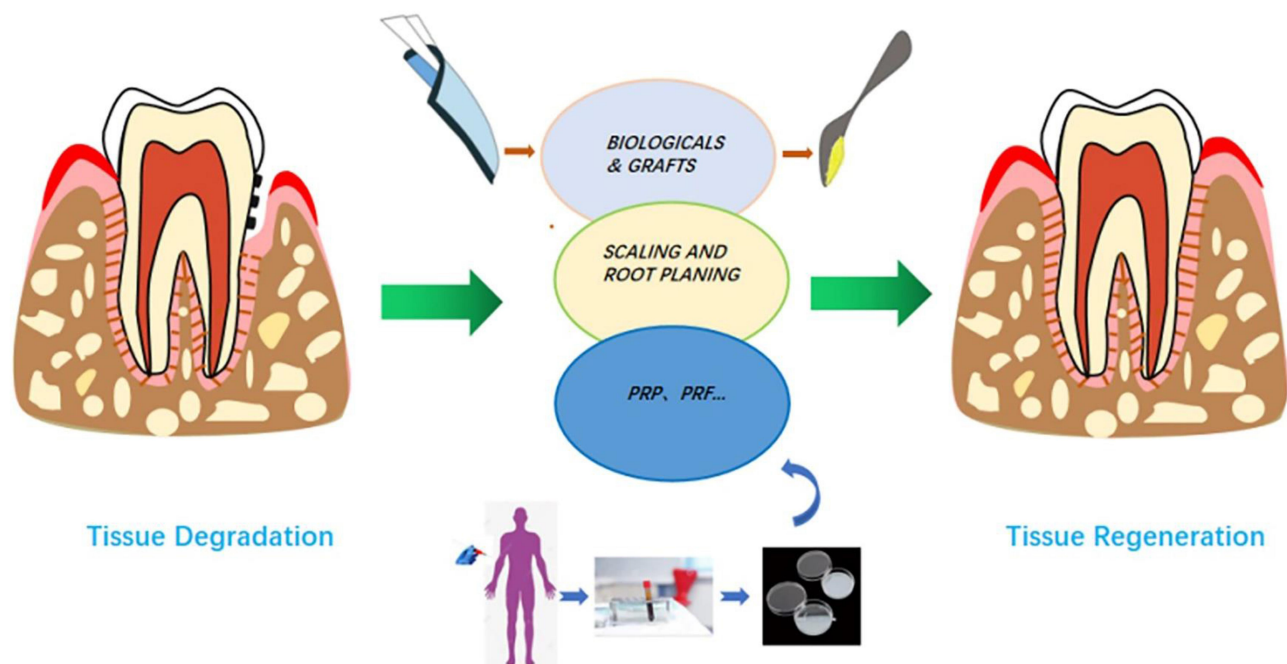 BIOLOGICALS
& GRAFTS
SCALING AND
ROOT PLANING
PRP、PRF...
Tissue Degradation
Tissue Regeneration